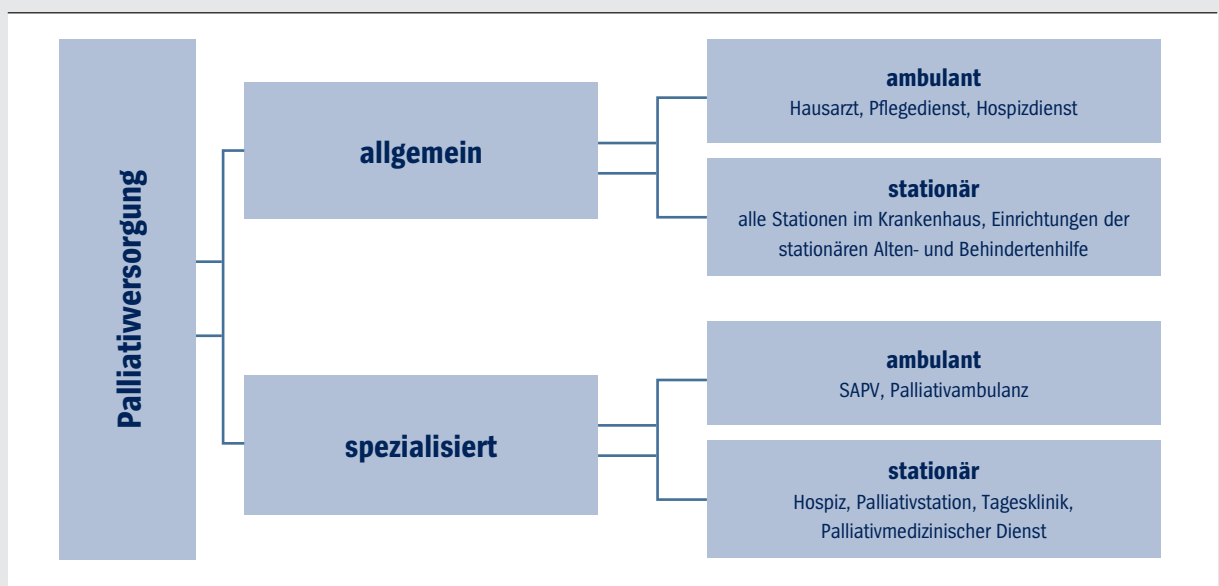 Palliativversorgung
allgemein
ambulant
Hausarzt, Pflegedienst, Hospizdienst
stationär
alle Stationen im Krankenhaus, Einrichtungen der
stationären Alten- und Behindertenhilfe
spezialisiert
ambulant
SAPV, Palliativambulanz
stationär
Hospiz, Palliativstation, Tagesklinik,
Palliativmedizinischer Dienst